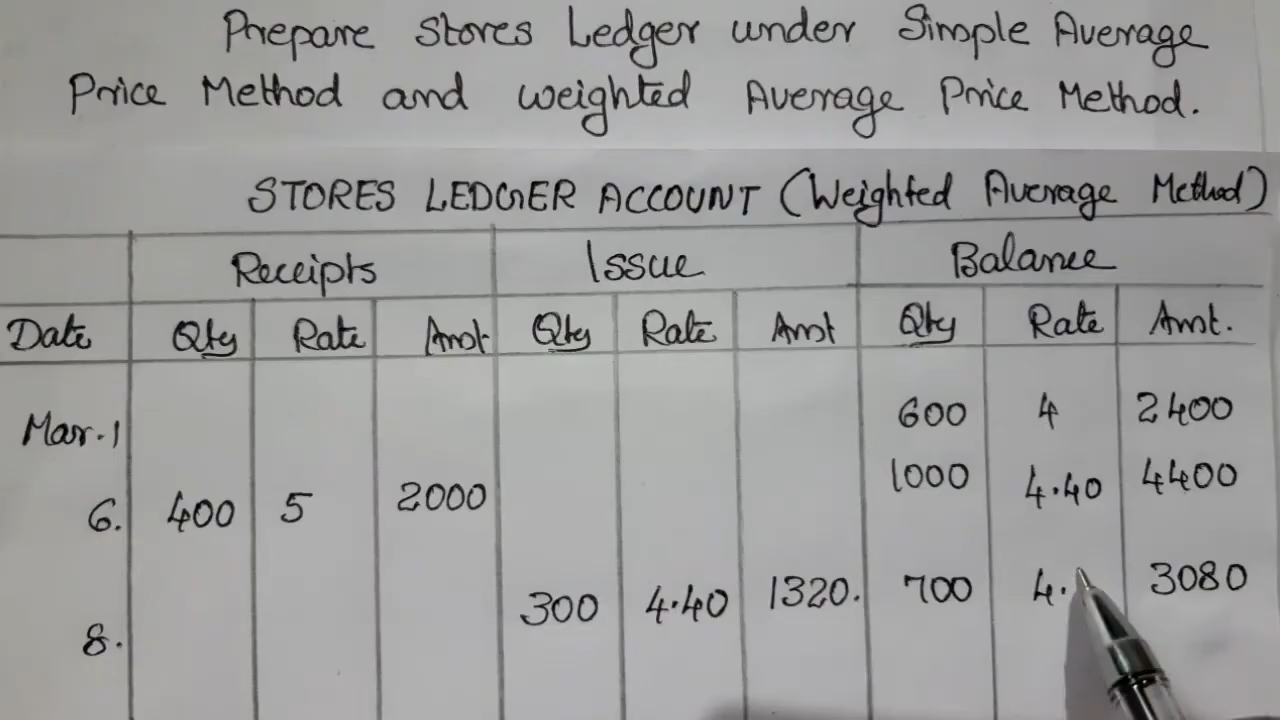 Prepare Stores Ledger under Simple Average
Price Method and weighted Average Price Method.
STORES LEDGER ACCOUNT (Weighted Average Method)
Receipts Issue Balance
Date Qty Rate Amt Qty Rate Amt Qty Rate Amt.
Mar.1 600 4 2400
6. 400 5 2000 1000 4.40 4400
8. 300 4.40 1320. 700 4. 3080